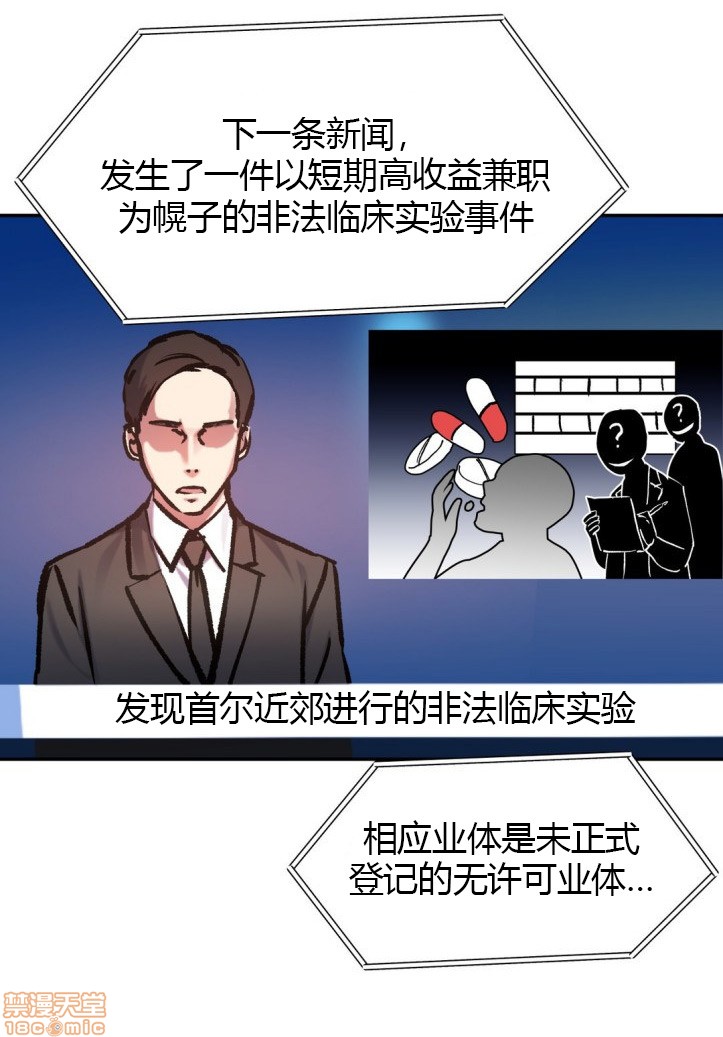 下一条新闻，
发生了一件以短期高收益兼职
为幌子的非法临床实验事件
?
?
发现首尔近郊进行的非法临床实验
相应业体是未正式
登记的无许可业体...
禁漫天堂
18COMIC